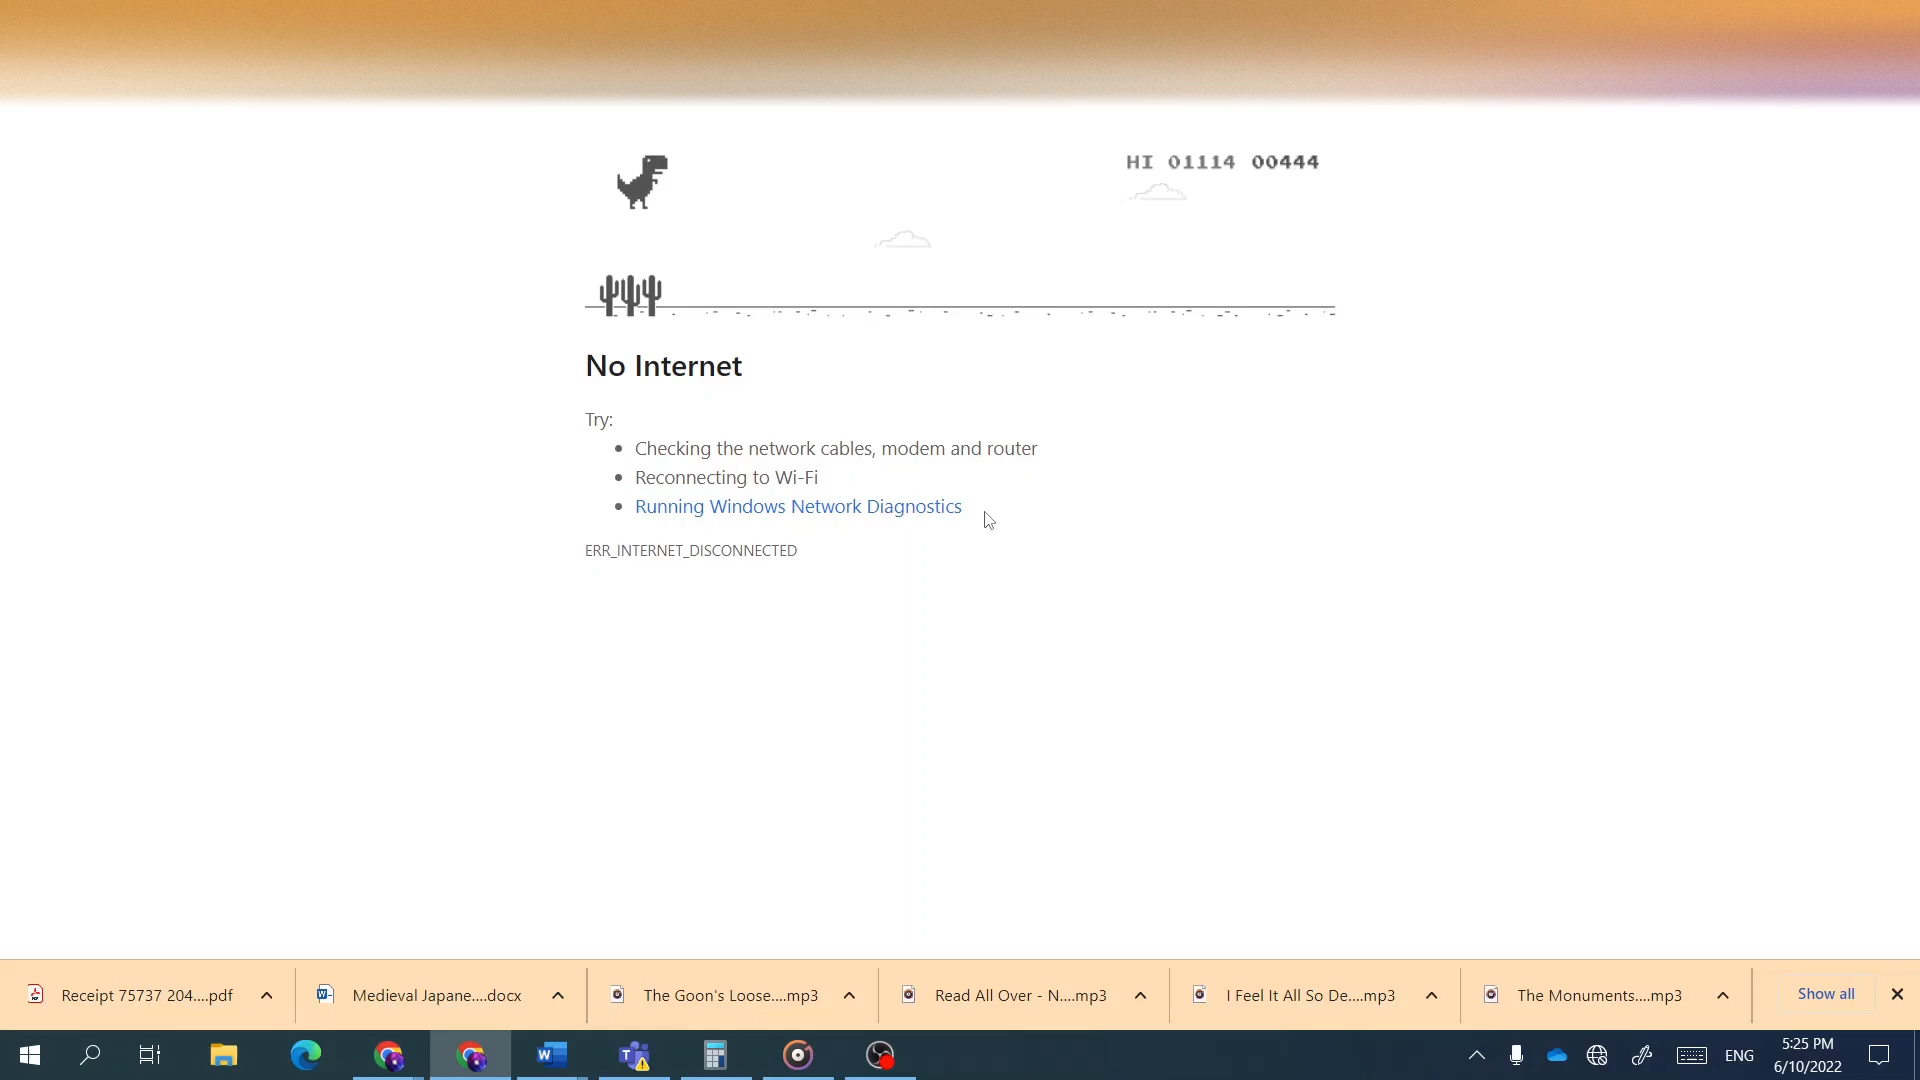 HI 01114 00444
No Internet
Try:
Checking the network cables, modem and router
Reconnecting to Wi-Fi
Running Windows Network Diagnostics
ERR_INTERNET_DISCONNECTED
Receipt 75737 204....pdf
Medieval Japane....docx
The Goon's Loose....mp3
Read All Over - N....mp3
I Feel It All So De....mp3
The Monuments....mp3
Show all
ENG
5:25 PM
6/10/2022